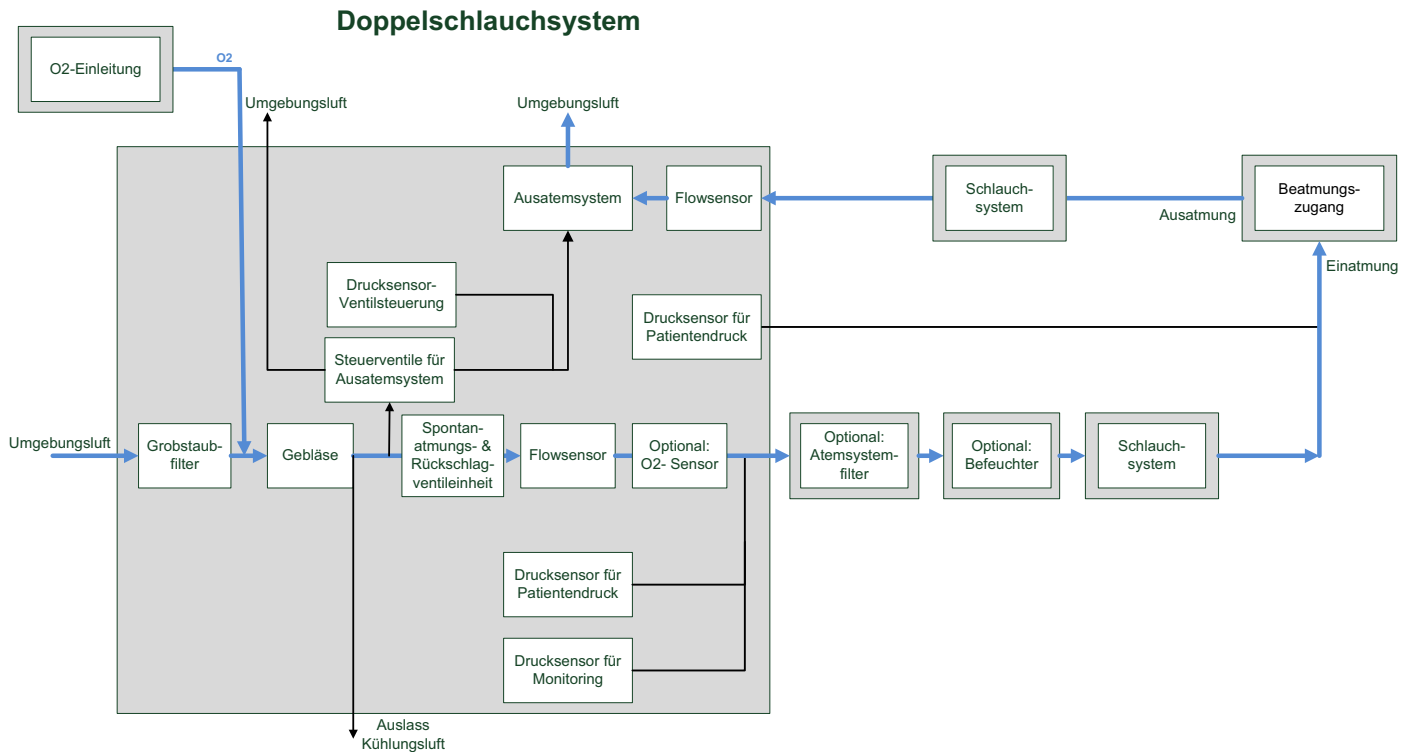 Doppelschlauchsystem
O2-Einleitung
O2
Umgebungsluft
Umgebungsluft
Ausatemsystem
Flowsensor
Schlauch-
system
Ausatmung
Beatmungs-
zugang
Einatmung
Drucksensor-
Ventilsteuerung
Drucksensor für
Patientendruck
Steuerventile für
Ausatemsystem
Umgebungsluft
Grobstaub-
filter
Gebläse
Spontan-
atmungs- &
Rückschlag-
ventileinheit
Flowsensor
Optional:
O2- Sensor
Optional:
Atemsystem-
filter
Optional:
Befeuchter
Schlauch-
system
Drucksensor für
Patientendruck
Drucksensor für
Monitoring
Auslass
Kühlungsluft